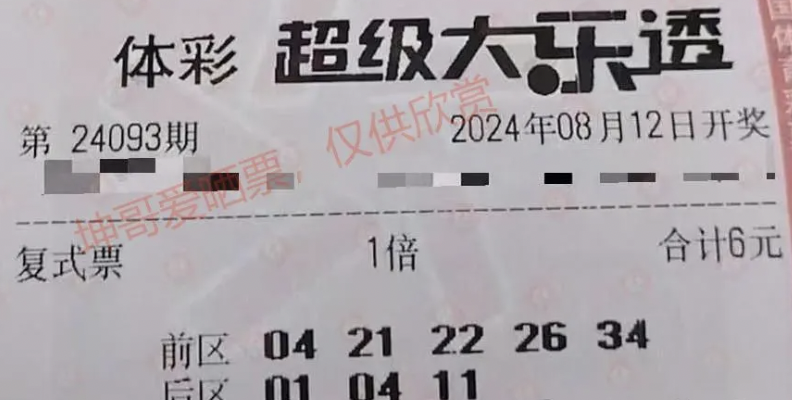 体彩 超级大乐透
第 24093期 2024年08月12日开奖
坤哥爱晒票,仅供欣赏
复式票 1倍 合计6元
前区 04 21 22 26 34
后区 01 04 11